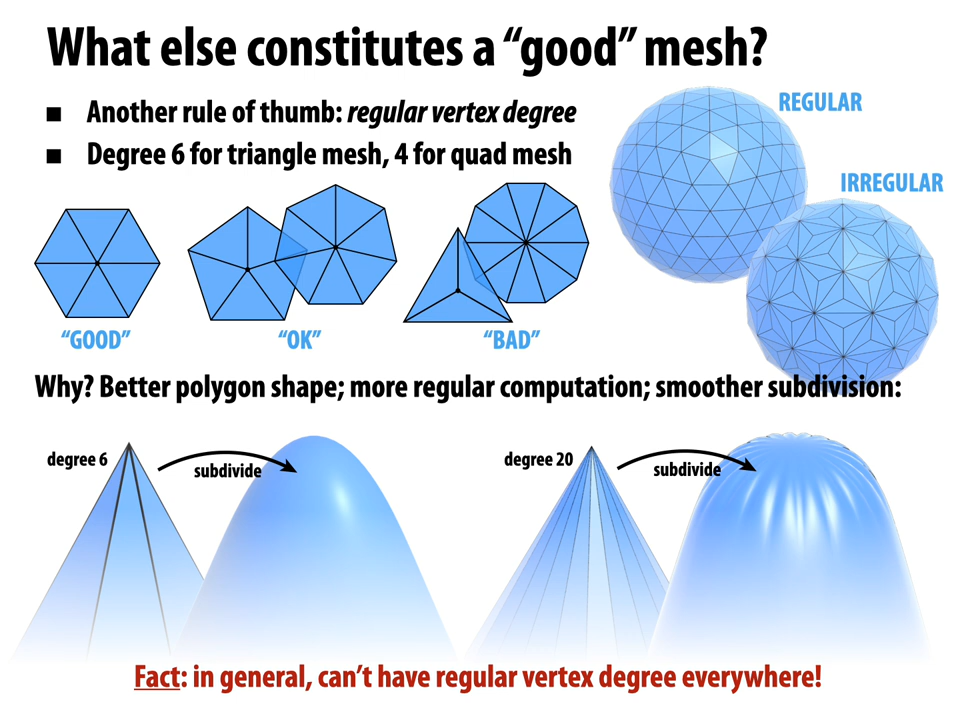 What else constitutes a “good” mesh?
■ Another rule of thumb: regular vertex degree
■ Degree 6 for triangle mesh, 4 for quad mesh
REGULAR
IRREGULAR
“GOOD”
“OK”
“BAD”
Why? Better polygon shape; more regular computation; smoother subdivision:
degree 6
subdivide
degree 20
subdivide
Fact: in general, can’t have regular vertex degree everywhere!